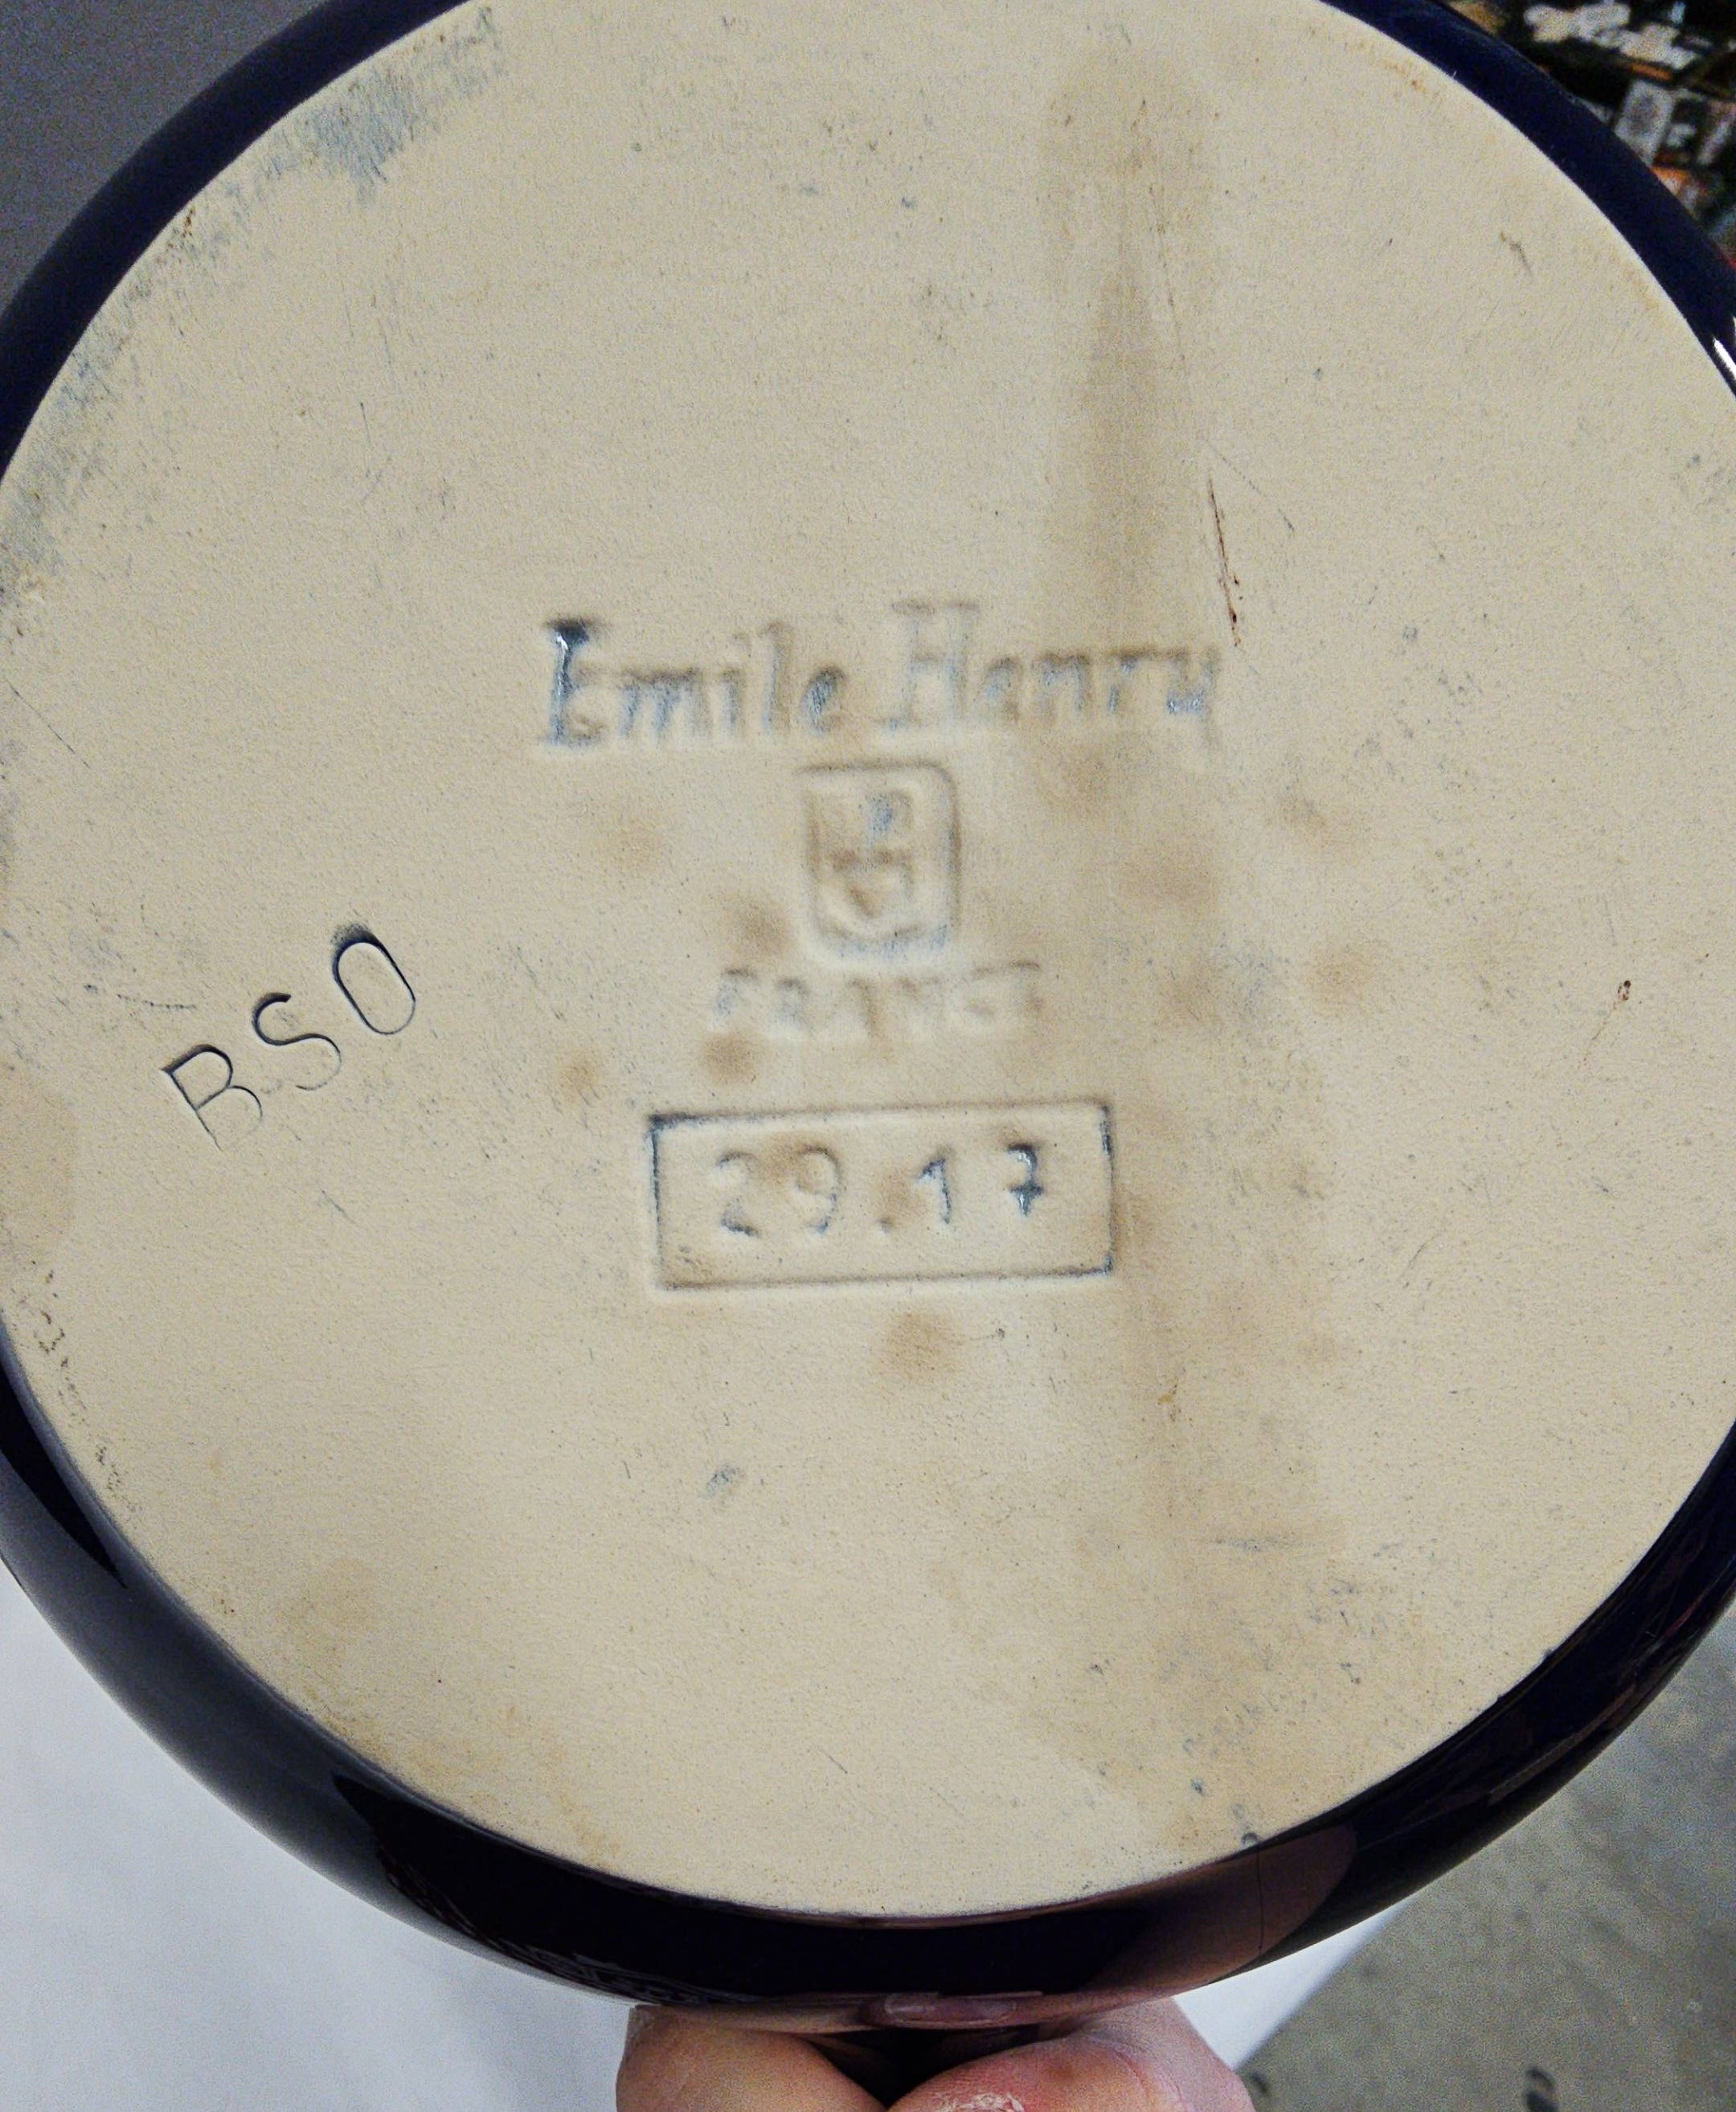 Emile Henry
FRANCE
BSO
29.17